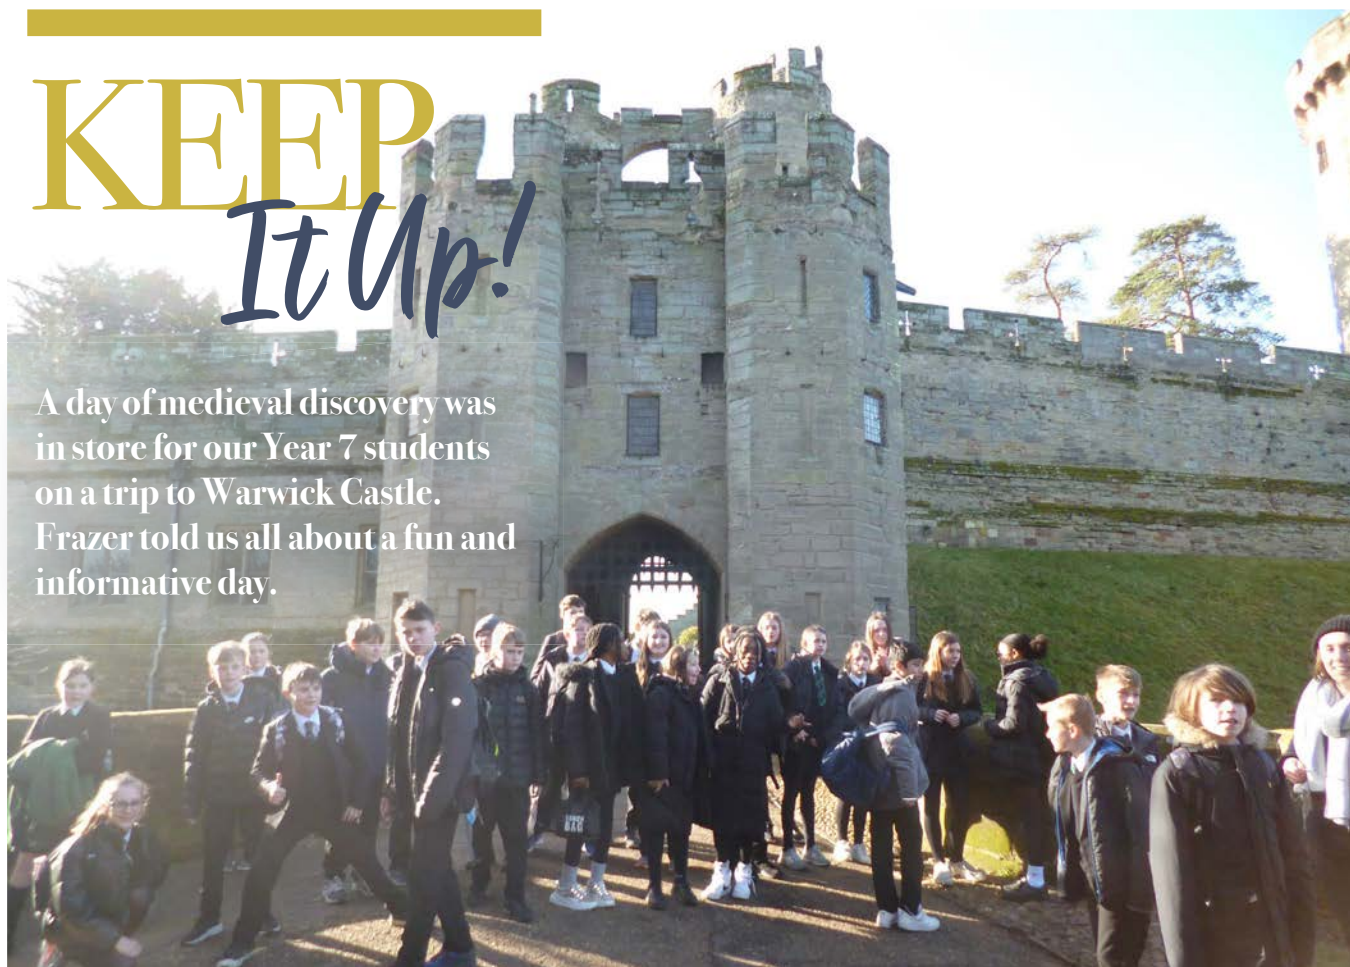 KEEP
It Up!
A day of medieval discovery was
in store for our Year 7 students
on a trip to Warwick Castle.
Frazer told us all about a fun and
informative day.